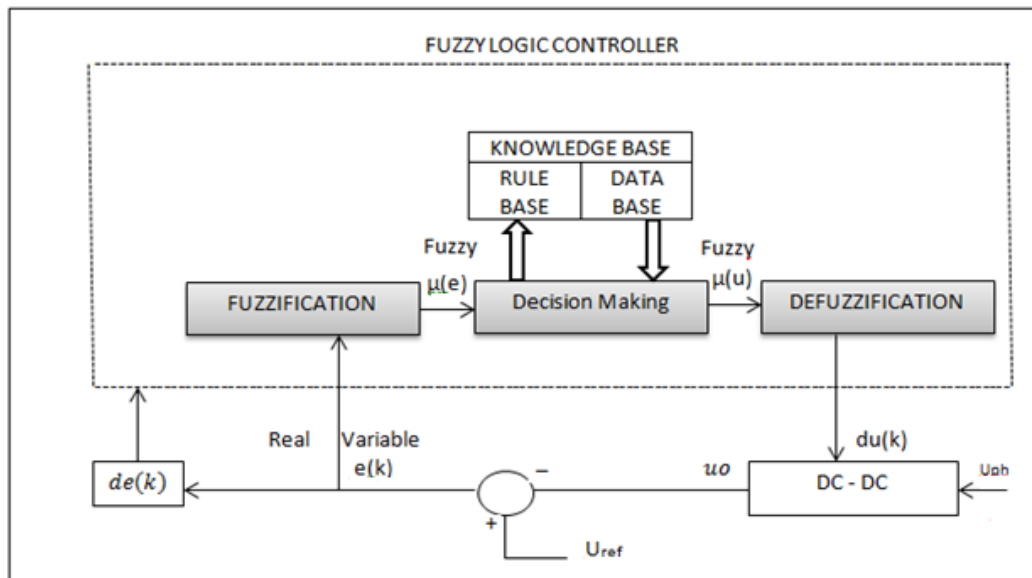 FUZZY LOGIC CONTROLLER
KNOWLEDGE BASE
RULE BASE
DATA BASE
Fuzzy
μ(e)
Fuzzy
μ(u)
FUZZIFICATION
Decision Making
DEFUZZIFICATION
Real Variable
e(k)
du(k)
de(k)
−
+
uo
DC - DC
Uph
Uref